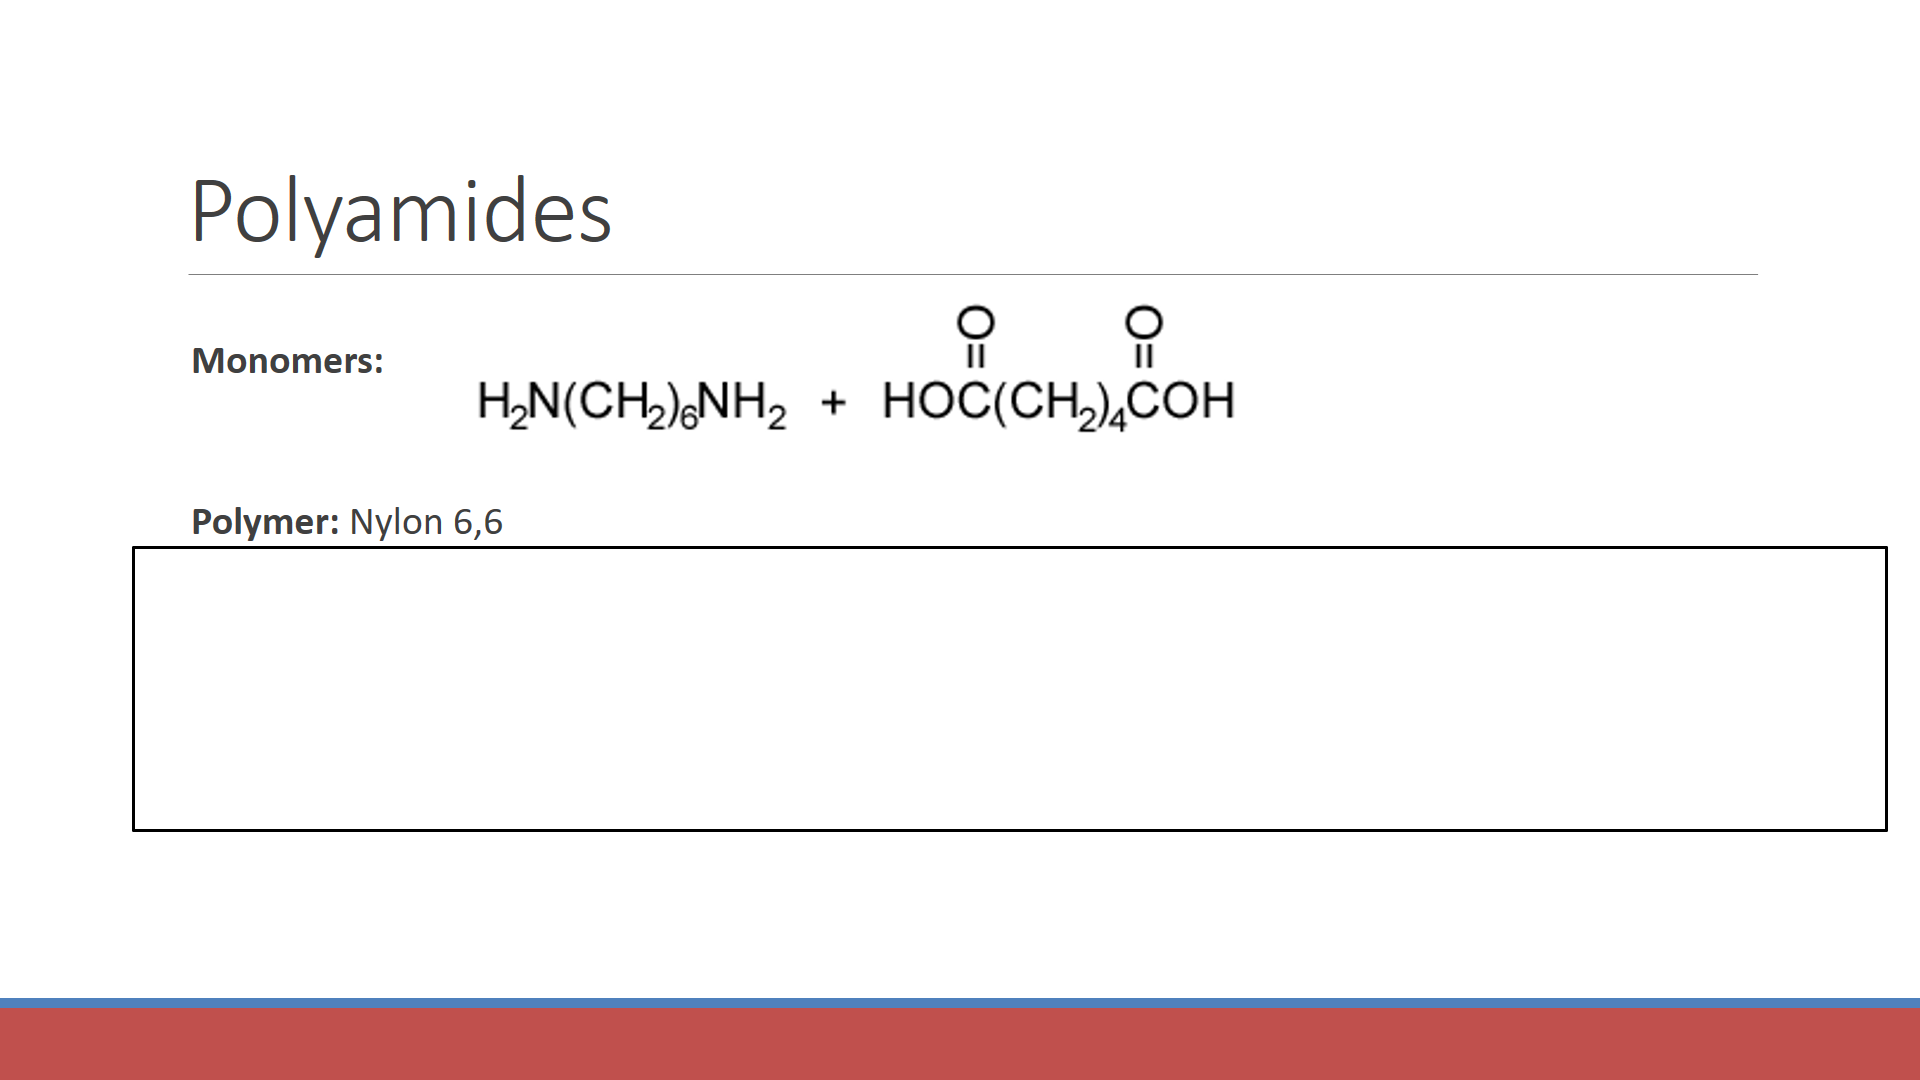 Polyamides
Monomers:
O O
H₂N(CH₂)₆NH₂ + HOC(CH₂)₄COH
Polymer: Nylon 6,6